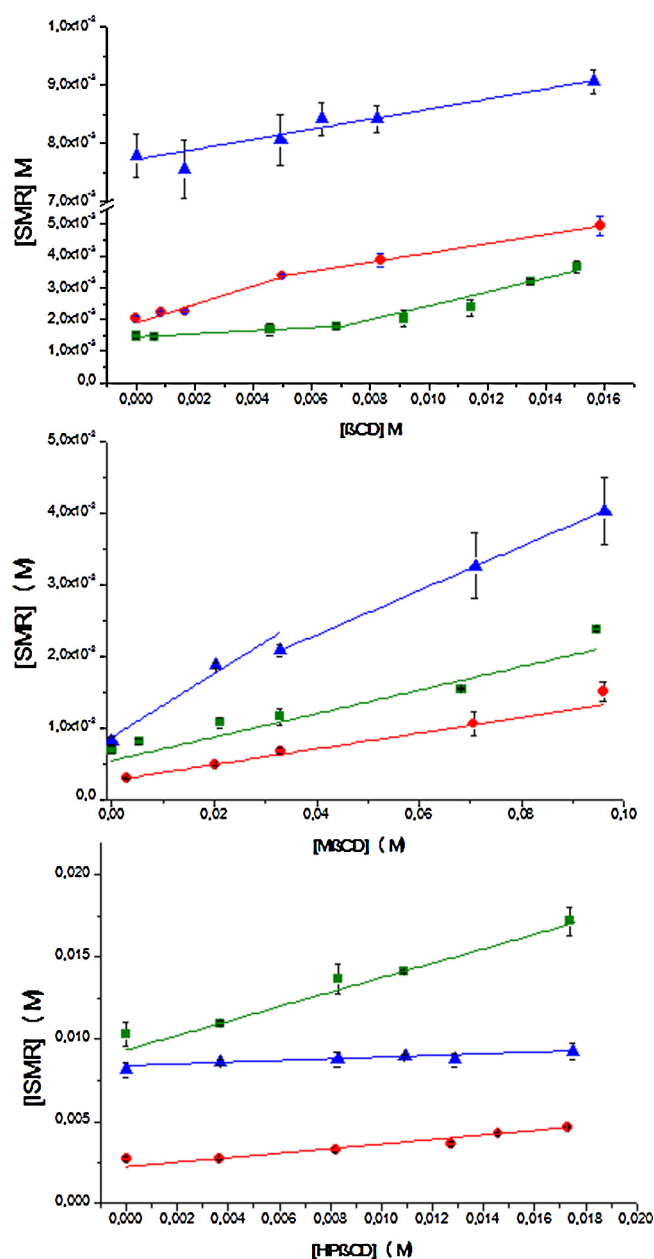 1,0x10⁻²
9,0x10⁻³
8,0x10⁻³
7,0x10⁻³
5,0x10⁻³
4,0x10⁻³
3,0x10⁻³
2,0x10⁻³
1,0x10⁻³
0,0
[SMR] M
0,000 0,002 0,004 0,006 0,008 0,010 0,012 0,014 0,016
[ßCD] M
5,0x10⁻²
4,0x10⁻²
3,0x10⁻²
2,0x10⁻²
1,0x10⁻²
0,0
[SMR] (M)
0,00 0,02 0,04 0,06 0,08 0,10
[MßCD] (M)
0,020
0,015
0,010
0,005
0,000
[ISMR] (M)
0,000 0,002 0,004 0,006 0,008 0,010 0,012 0,014 0,016 0,018 0,020
[HPßCD] (M)